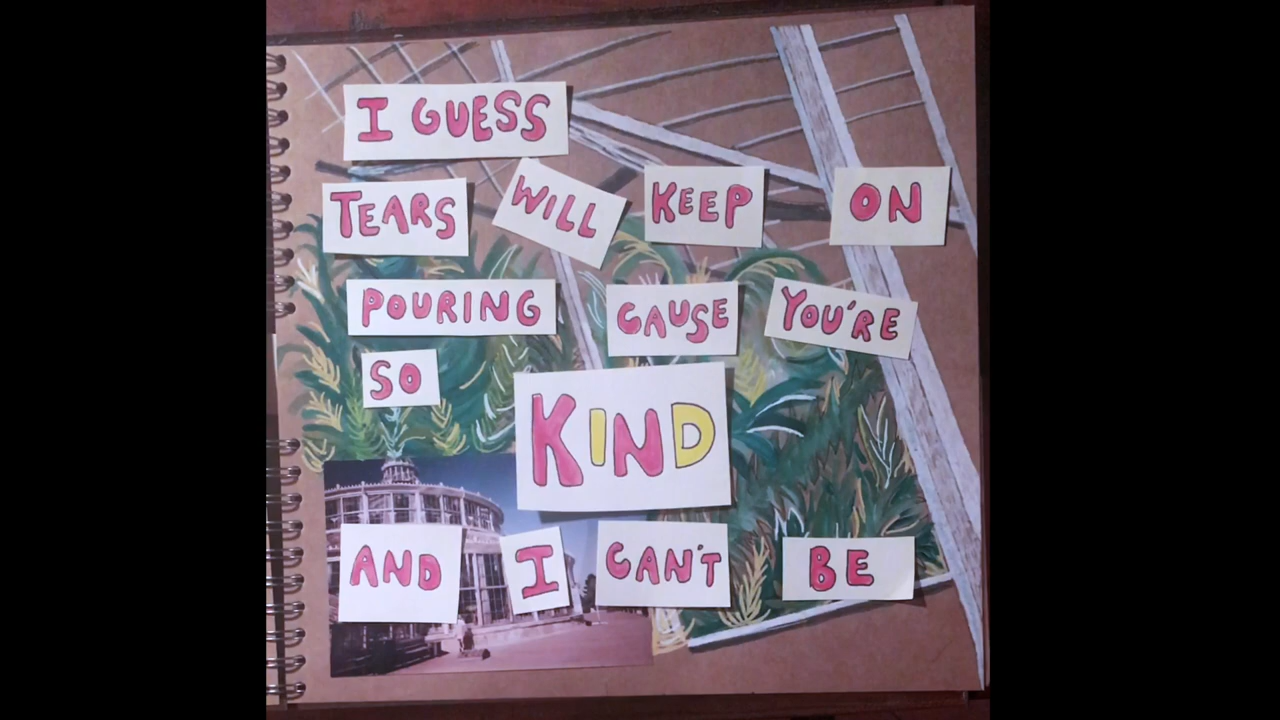 I GUESS
TEARS WILL KEEP ON
POURING CAUSE YOU'RE
SO KIND
AND I CAN'T BE